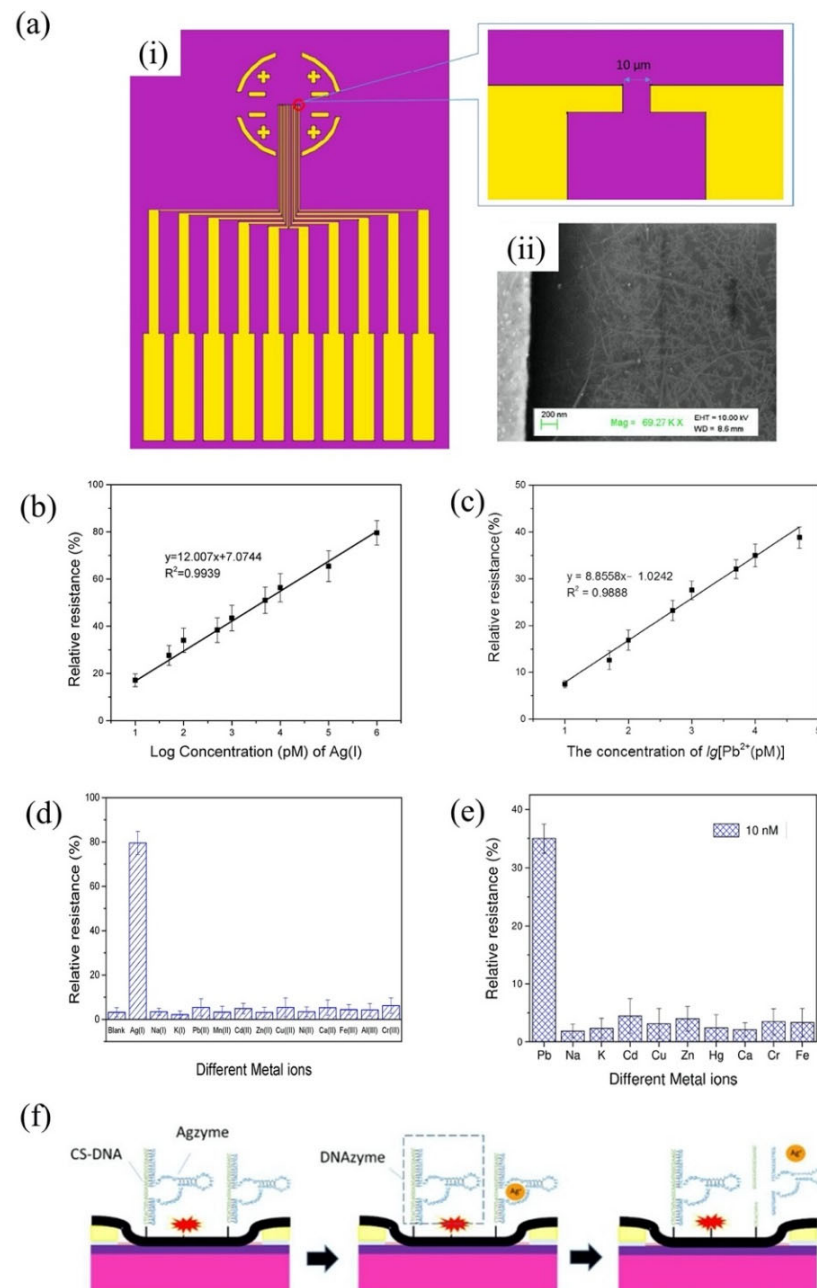 (a)
(i)
10 μm
(ii)
200 nm
Mag = 69.27 K X
EHT = 10.00 kV
WD = 8.6 mm
(b)
Relative resistance (%)
100
80
60
40
20
0
y=12.007x+7.0744
R²=0.9939
1 2 3 4 5 6
Log Concentration (pM) of Ag(I)
(c)
Relative resistance(%)
50
40
30
20
10
0
y = 8.8558x− 1.0242
R² = 0.9888
1 2 3 4 5
The concentration of lg[Pb²⁺(pM)]
(d)
Relative resistance (%)
100
80
60
40
20
0
Blank Ag(I) Na(I) K(I) Pb(II) Mn(II) Cd(II) Zn(II) Cu((II) Ni(II) Ca(II) Fe(III) Al(III) Cr(III)
Different Metal ions
(e)
Relative resistance (%)
40
30
20
10
0
10 nM
Pb Na K Cd Cu Zn Hg Ca Cr Fe
Different Metal ions
(f)
CS-DNA
Agzyme
DNAzyme
Ag⁺
Ag⁺